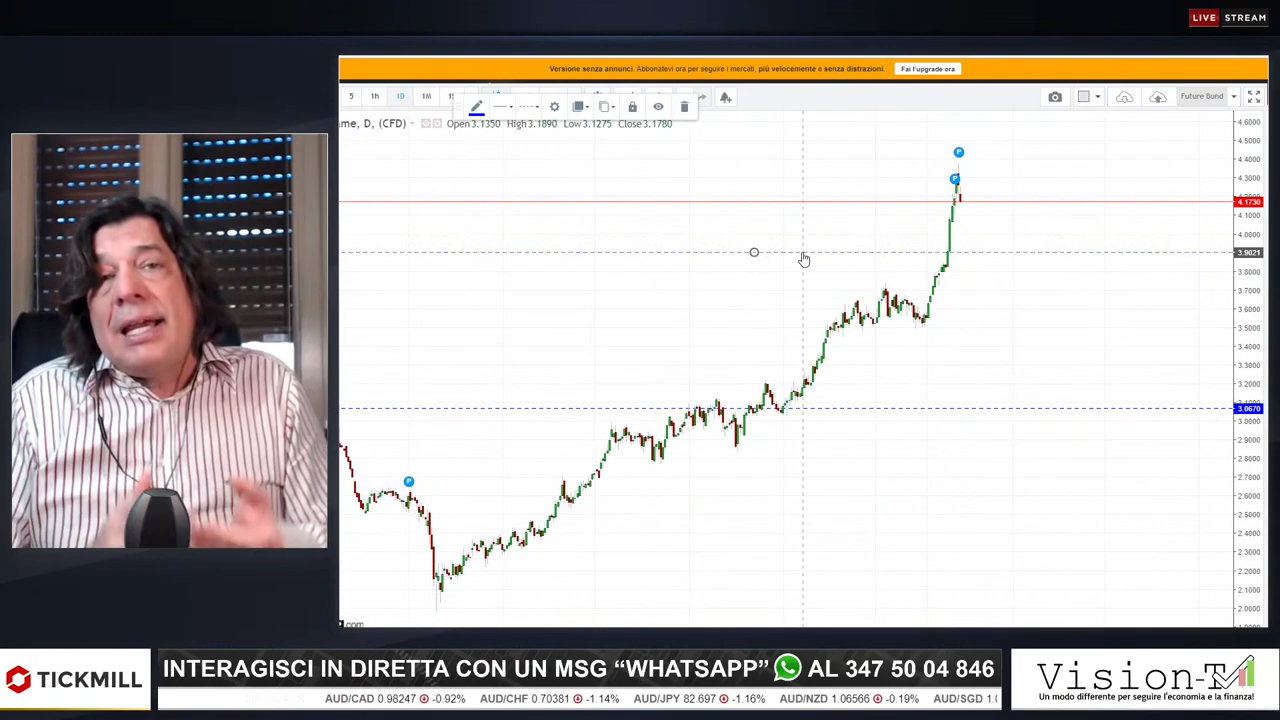 LIVE STREAM
Versione senza annunci. Abbonatevi ora per seguire i mercati, più velocemente e senza distrazioni. Fai l'upgrade ora
5 1h 1D 1M
Future Bund
ame, D, (CFD) Open 3.1350 High 3.1890 Low 3.1275 Close 3.1780
4.6000
4.5000
4.4000
4.3000
4.1730
4.1000
4.0000
3.9021
3.8000
3.7000
3.6000
3.5000
3.4000
3.3000
3.2000
3.0670
2.9000
2.8000
2.7000
2.6000
2.5000
2.4000
2.3000
2.2000
2.1000
2.0000
P
P
P
.com
TICKMILL
INTERAGISCI IN DIRETTA CON UN MSG “WHATSAPP” AL 347 50 04 846
AUD/CAD 0.98247 -0.92% AUD/CHF 0.70381 -1.14% AUD/JPY 82.697 -1.16% AUD/NZD 1.06566 -0.19% AUD/SGD
Vision-T
Un modo differente per seguire l'economia e la finanza!